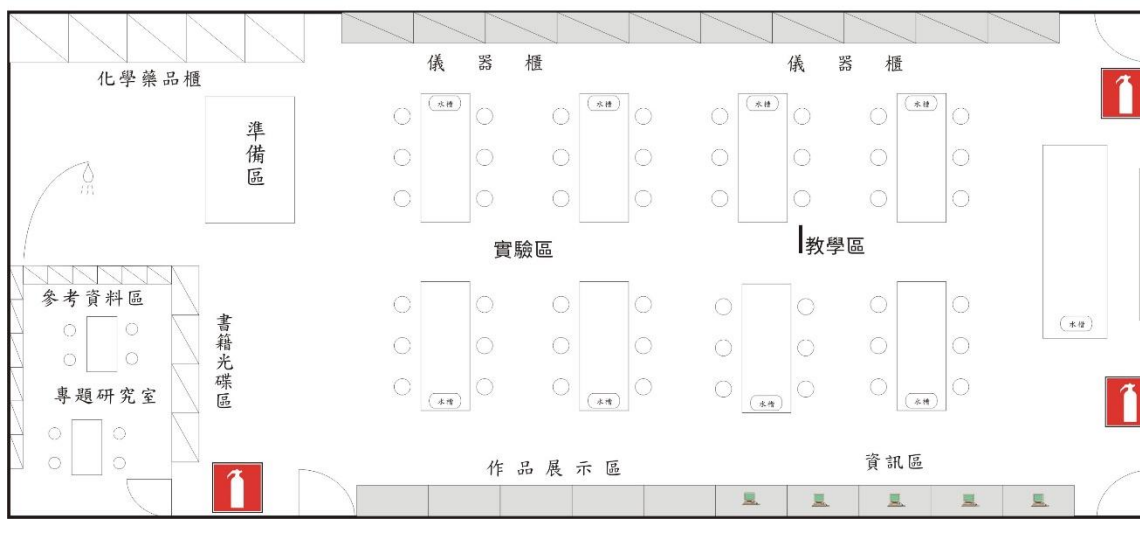 化學藥品櫃
儀器櫃
儀器櫃
準備區
水槽
水槽
水槽
水槽
實驗區
教學區
參考資料區
書籍光碟區
專題研究室
水槽
水槽
水槽
水槽
水槽
作品展示區
資訊區